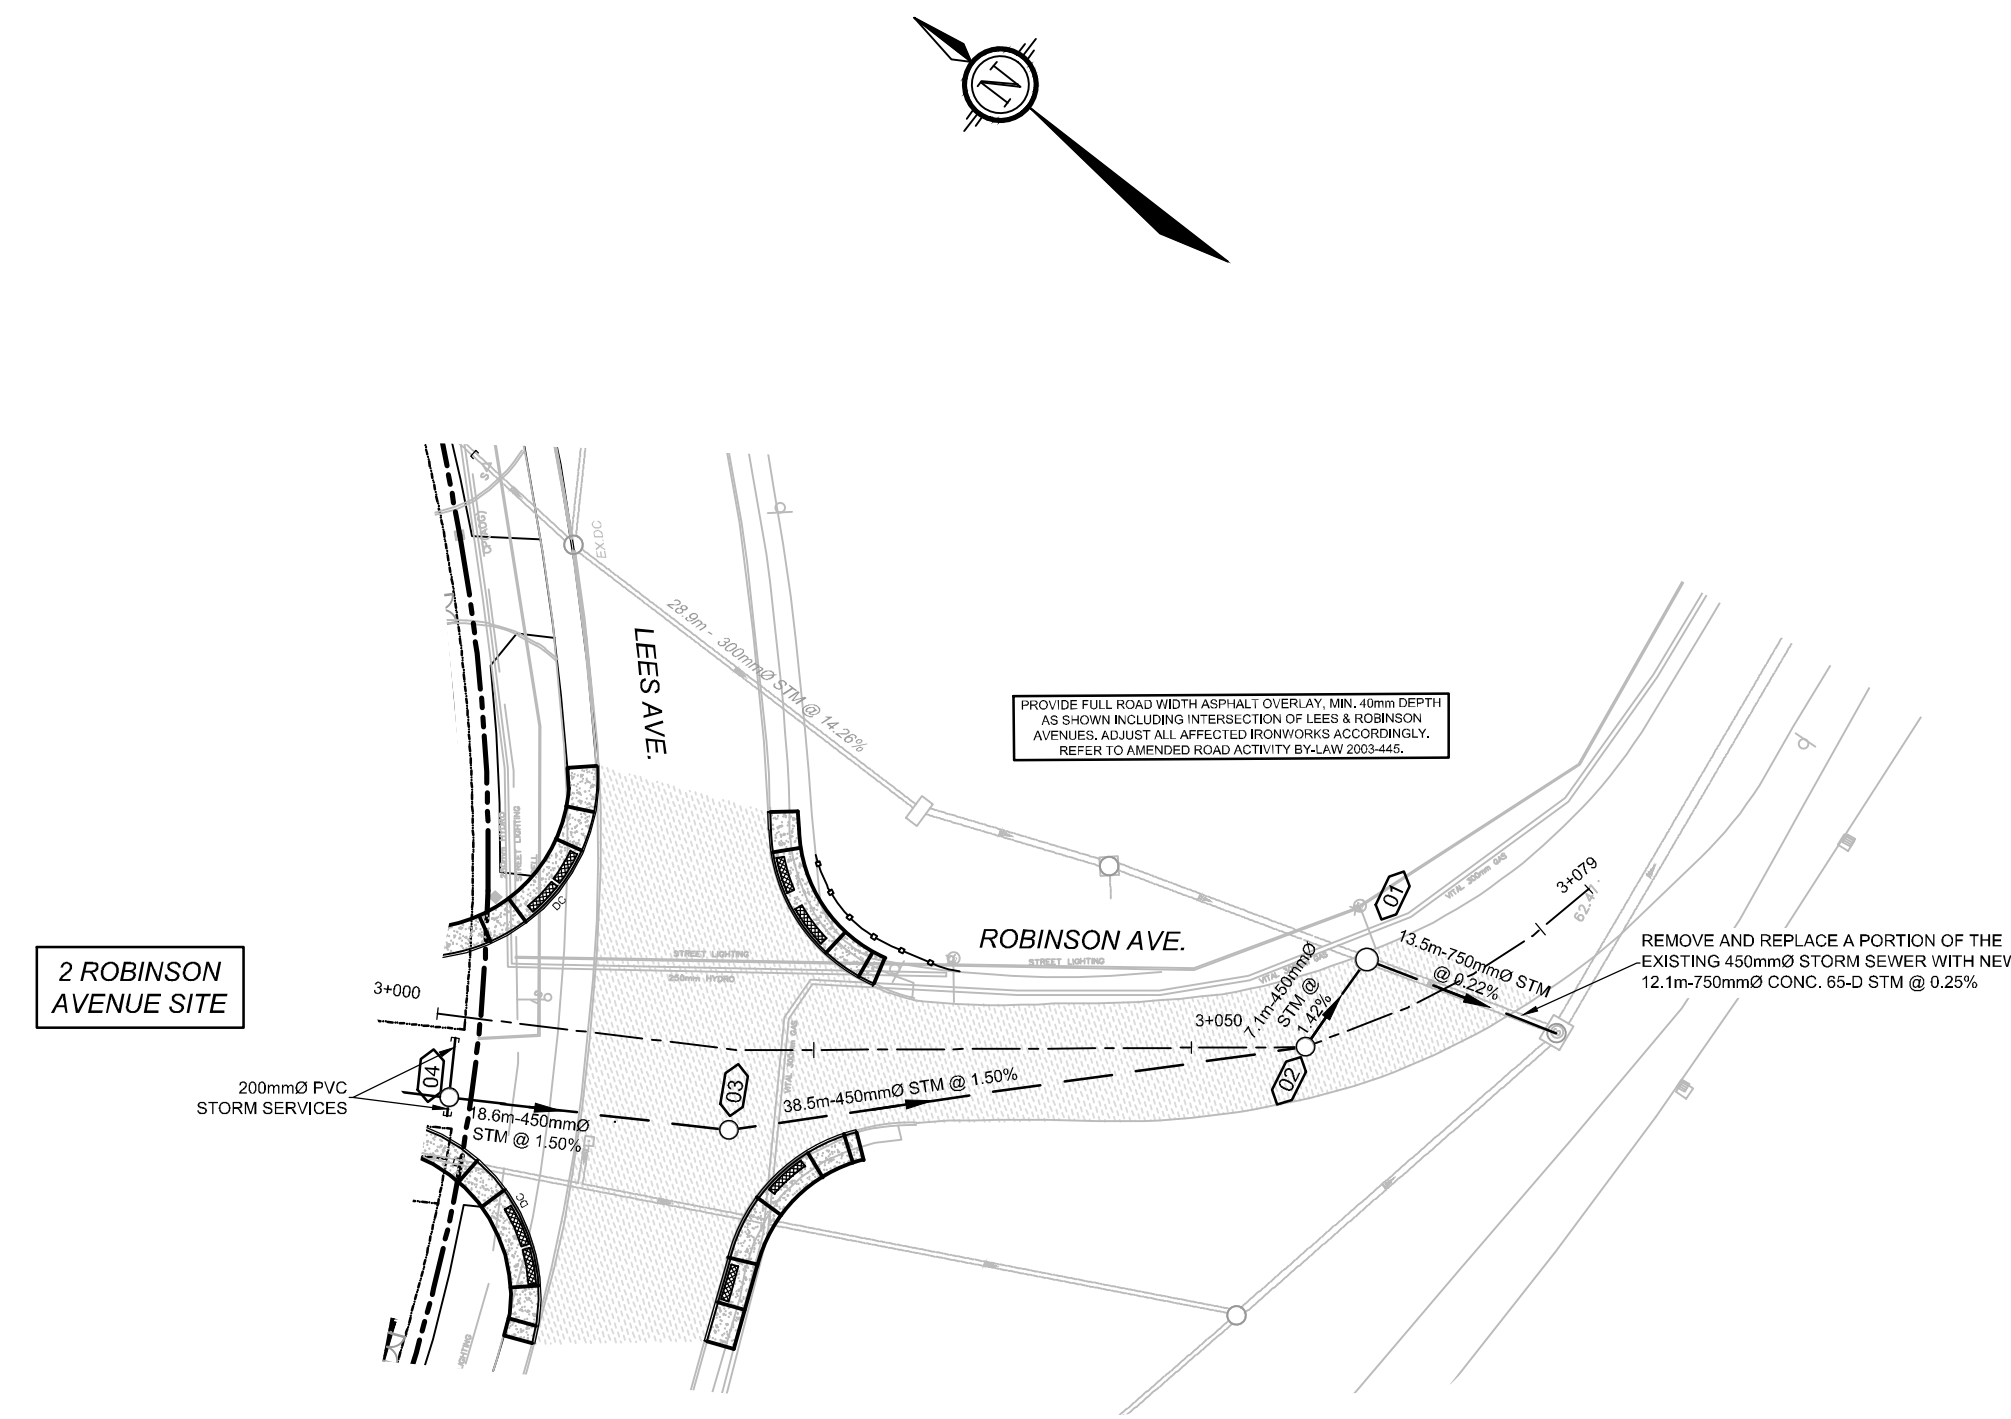 N
EX.DC
28.9m - 300mmØ STM @ 14.26%
LEES AVE.
PROVIDE FULL ROAD WIDTH ASPHALT OVERLAY, MIN. 40mm DEPTH
AS SHOWN INCLUDING INTERSECTION OF LEES & ROBINSON
AVENUES. ADJUST ALL AFFECTED IRONWORKS ACCORDINGLY.
REFER TO AMENDED ROAD ACTIVITY BY-LAW 2003-445.
STREET LIGHTING
DC
01
VITAL 300mm GAS
3+079
ROBINSON AVE.
STREET LIGHTING
STREET LIGHTING
250mm HYDRO
VITAL 300mm GAS
13.5m-750mmØ STM
@ 0.22%
REMOVE AND REPLACE A PORTION OF THE
EXISTING 450mmØ STORM SEWER WITH NEW
12.1m-750mmØ CONC. 65-D STM @ 0.25%
2 ROBINSON
AVENUE SITE
3+000
3+050
7.1m-450mmØ
STM @
1.42%
VITAL 300mm GAS
04
03
02
200mmØ PVC
STORM SERVICES
18.6m-450mmØ
STM @ 1.50%
38.5m-450mmØ STM @ 1.50%
DC